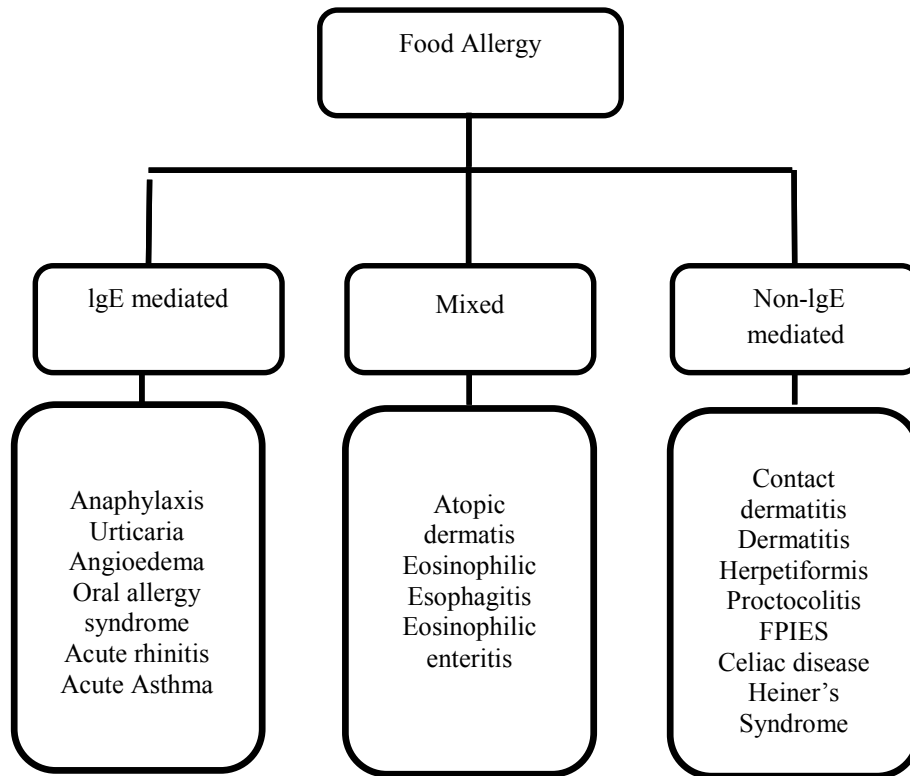 Food Allergy
lgE mediated
Mixed
Non-lgE
mediated
Anaphylaxis
Urticaria
Angioedema
Oral allergy
syndrome
Acute rhinitis
Acute Asthma
Atopic
dermatis
Eosinophilic
Esophagitis
Eosinophilic
enteritis
Contact
dermatitis
Dermatitis
Herpetiformis
Proctocolitis
FPIES
Celiac disease
Heiner’s
Syndrome